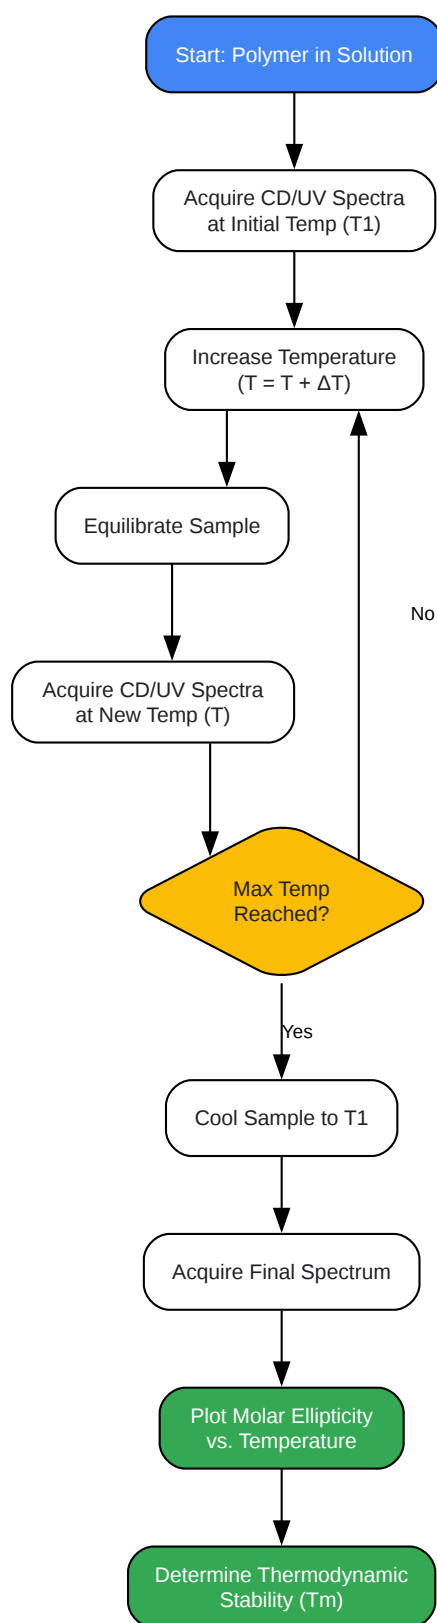 Start: Polymer in Solution
Acquire CD/UV Spectra
at Initial Temp (T1)
Increase Temperature
(T = T + ΔT)
Equilibrate Sample
No
Acquire CD/UV Spectra
at New Temp (T)
Max Temp
Reached?
Yes
Cool Sample to T1
Acquire Final Spectrum
Plot Molar Ellipticity
vs. Temperature
Determine Thermodynamic
Stability (Tm)